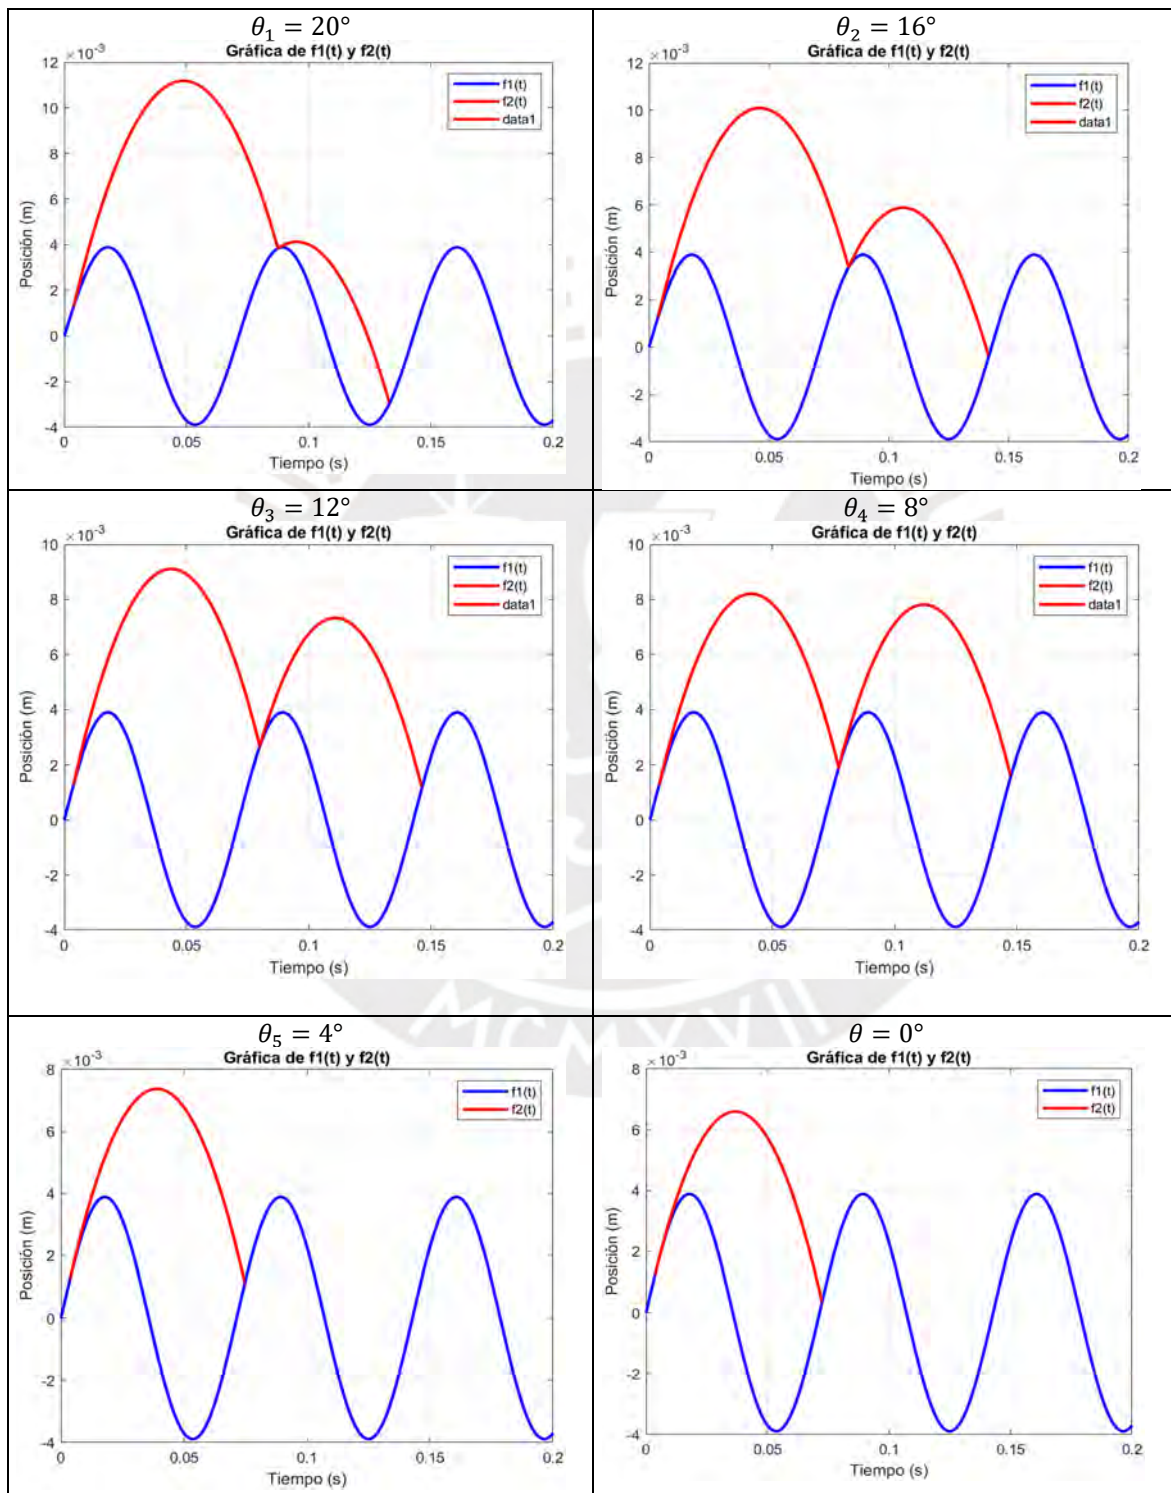 θ₁ = 20°
Gráfica de f1(t) y f2(t)
×10⁻³
12
10
8
6
4
2
0
-2
-4
Posición (m)
0 0.05 0.1 0.15 0.2
Tiempo (s)
f1(t)
f2(t)
data1
θ₂ = 16°
Gráfica de f1(t) y f2(t)
×10⁻³
12
10
8
6
4
2
0
-2
-4
Posición (m)
0 0.05 0.1 0.15 0.2
Tiempo (s)
f1(t)
f2(t)
data1
θ₃ = 12°
Gráfica de f1(t) y f2(t)
×10⁻³
10
8
6
4
2
0
-2
-4
Posición (m)
0 0.05 0.1 0.15 0.2
Tiempo (s)
f1(t)
f2(t)
data1
θ₄ = 8°
Gráfica de f1(t) y f2(t)
×10⁻³
10
8
6
4
2
0
-2
-4
Posición (m)
0 0.05 0.1 0.15 0.2
Tiempo (s)
f1(t)
f2(t)
data1
MCMXVII
θ₅ = 4°
Gráfica de f1(t) y f2(t)
×10⁻³
8
6
4
2
0
-2
-4
Posición (m)
0 0.05 0.1 0.15 0.2
Tiempo (s)
f1(t)
f2(t)
θ = 0°
Gráfica de f1(t) y f2(t)
×10⁻³
8
6
4
2
0
-2
-4
Posición (m)
0 0.05 0.1 0.15 0.2
Tiempo (s)
f1(t)
f2(t)